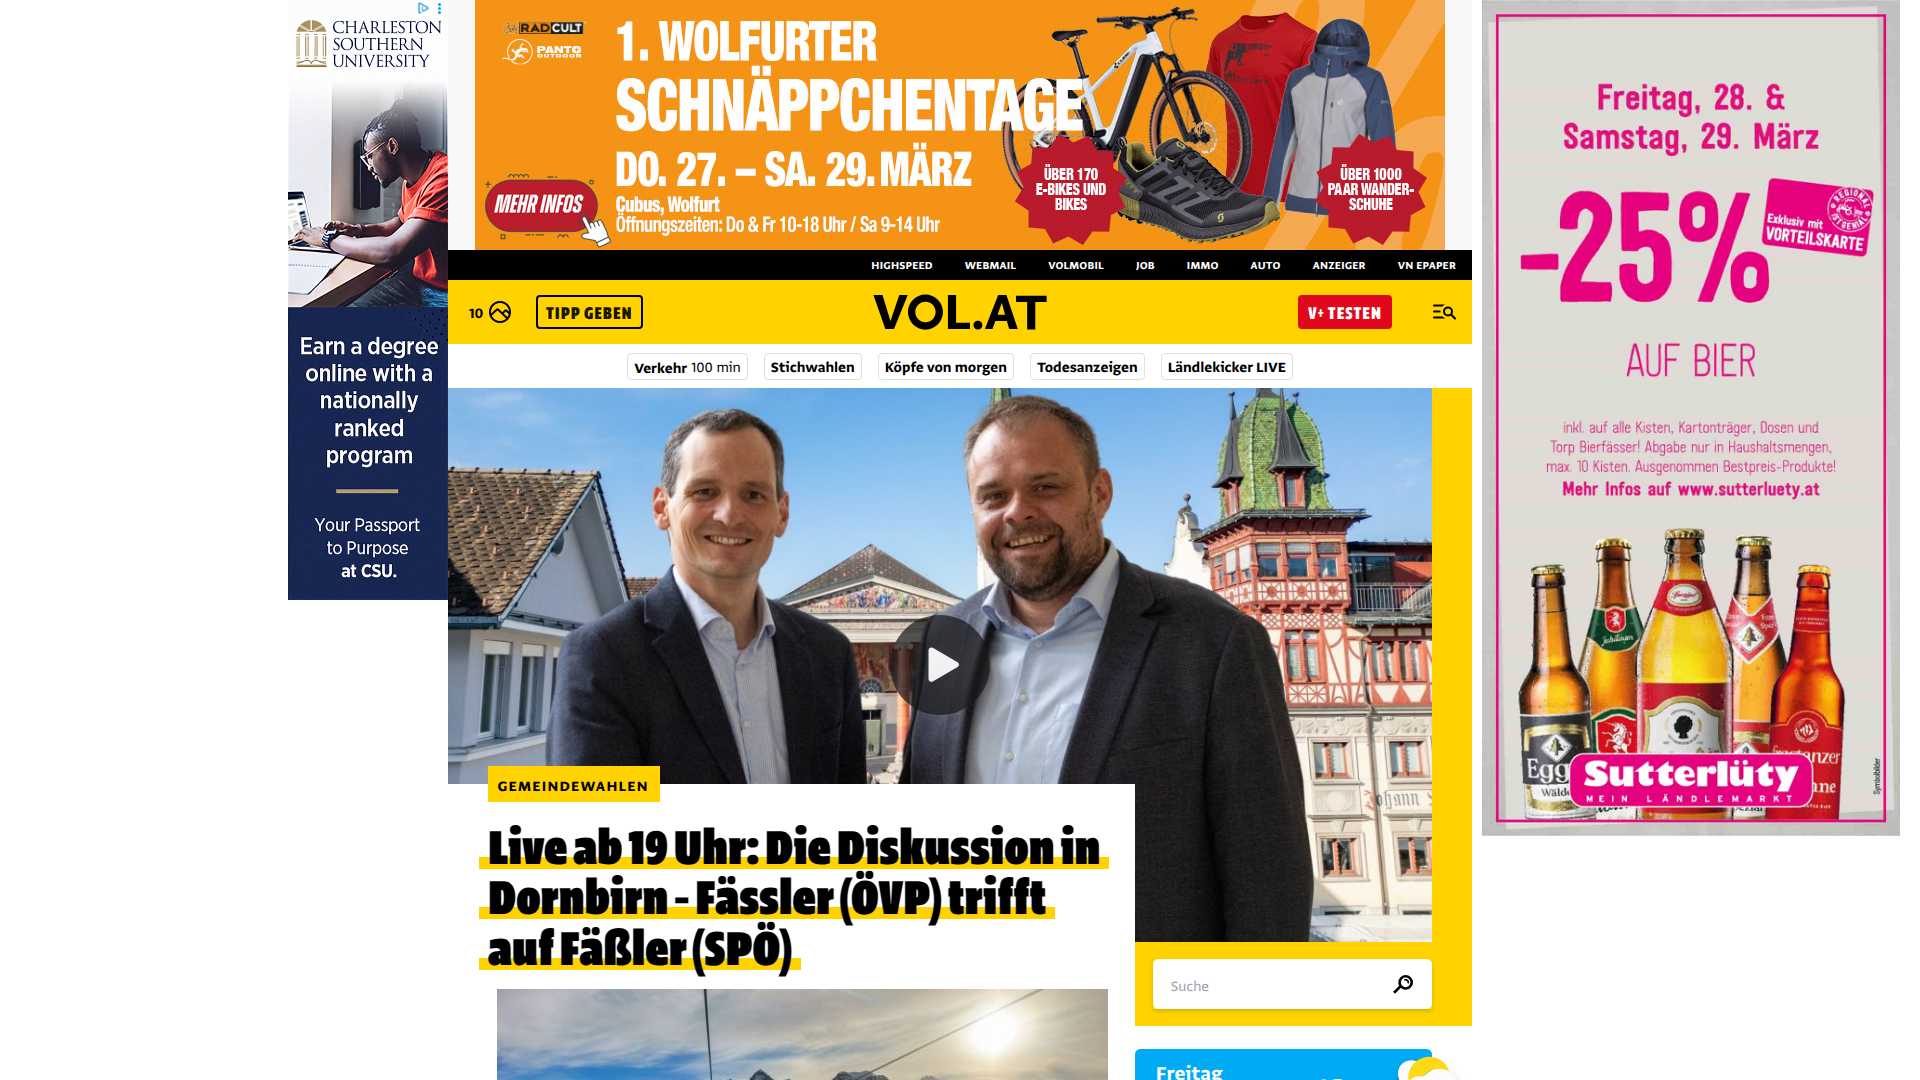 CHARLESTON
SOUTHERN
UNIVERSITY
Earn a degree
online with a
nationally
ranked
program
Your Passport
to Purpose
at CSU.
RADCULT
PANTO
OUTDOOR
1. WOLFURTER
SCHNÄPPCHENTAGE
DO. 27. – SA. 29. MÄRZ
Cubus, Wolfurt
Öffnungszeiten: Do & Fr 10-18 Uhr / Sa 9-14 Uhr
MEHR INFOS
ÜBER 170
E-BIKES UND
BIKES
ÜBER 1000
PAAR WANDER-
SCHUHE
HIGHSPEED WEBMAIL VOLMOBIL JOB IMMO AUTO ANZEIGER VN EPAPER
10 TIPP GEBEN VOL.AT V+ TESTEN
Verkehr 100 min Stichwahlen Köpfe von morgen Todesanzeigen Ländlekicker LIVE
GEMEINDEWAHLEN
Live ab 19 Uhr: Die Diskussion in
Dornbirn - Fässler (ÖVP) trifft
auf Fäßler (SPÖ)
Suche
Freitag
Freitag, 28. &
Samstag, 29. März
-25%
Exklusiv mit
VORTEILSKARTE
AUF BIER
inkl. auf alle Kisten, Kartonträger, Dosen und
Torp Bierfässer! Abgabe nur in Haushaltsmengen,
max. 10 Kisten. Ausgenommen Bestpreis-Produkte!
Mehr Infos auf www.sutterluety.at
Jubiläum
Egg
Sutterlüty
MEIN LÄNDLEMARKT
Symbolbilder